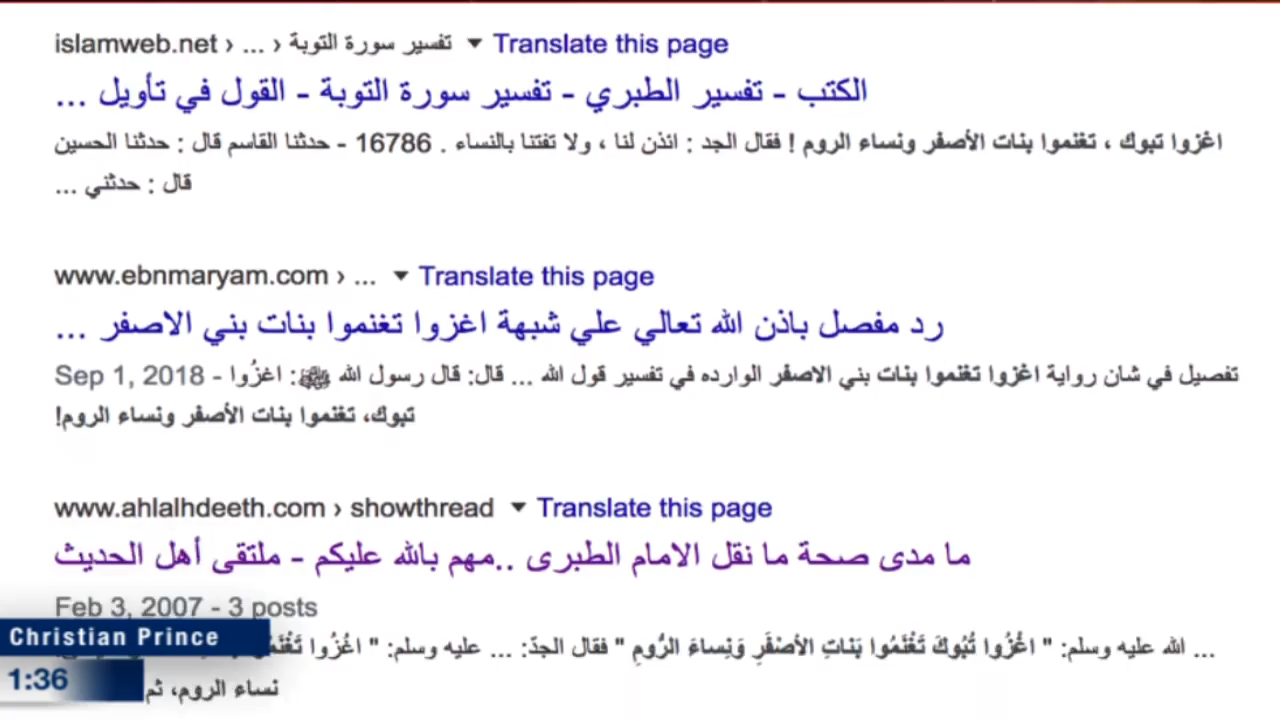 islamweb.net › ... › تفسير سورة التوبة ▼ Translate this page
الكتب - تفسير الطبري - تفسير سورة التوبة - القول في تأويل ...
اغزوا تبوك ، تغنموا بنات الأصفر ونساء الروم ! فقال الجد : ائذن لنا ، ولا تفتنا بالنساء . 16786 - حدثنا القاسم قال : حدثنا الحسين
قال : حدثني ...
www.ebnmaryam.com › ... ▼ Translate this page
رد مفصل باذن الله تعالي علي شبهة اغزوا تغنموا بنات بني الاصفر ...
Sep 1, 2018 - تفصيل في شان رواية اغزوا تغنموا بنات بني الاصفر الوارده في تفسير قول الله ... قال: قال رسول الله ﷺ: اغزُوا
تبوك، تغنموا بنات الأصفر ونساء الروم!
www.ahlalhdeeth.com › showthread ▼ Translate this page
ما مدى صحة ما نقل الامام الطبرى ..مهم بالله عليكم - ملتقى أهل الحديث
Feb 3, 2007 - 3 posts
... الله عليه وسلم: " اغْزُوا تُبُوكَ تَغْنَمُوا بَنَاتِ الأصْفَرِ وَنِساءَ الرُّومِ " فقال الجدّ: ... عليه وسلم: " اغْزُوا
نساء الروم، ثم
Christian Prince
1:36